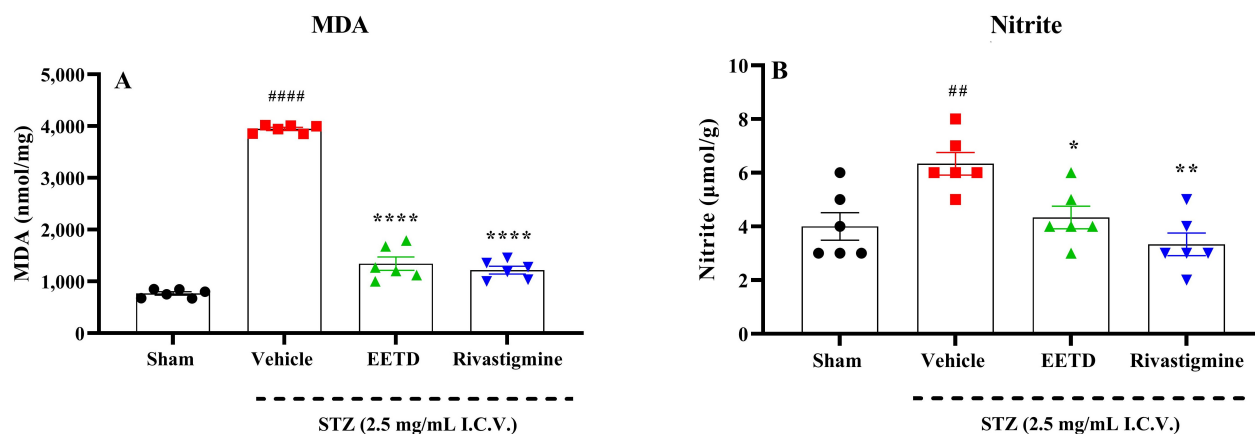 MDA
A
MDA (nmol/mg)
5,000
4,000
3,000
2,000
1,000
0
####
****
****
Sham
Vehicle
EETD
Rivastigmine
STZ (2.5 mg/mL I.C.V.)
Nitrite
B
Nitrite (µmol/g)
10
8
6
4
2
0
##
*
**
Sham
Vehicle
EETD
Rivastigmine
STZ (2.5 mg/mL I.C.V.)